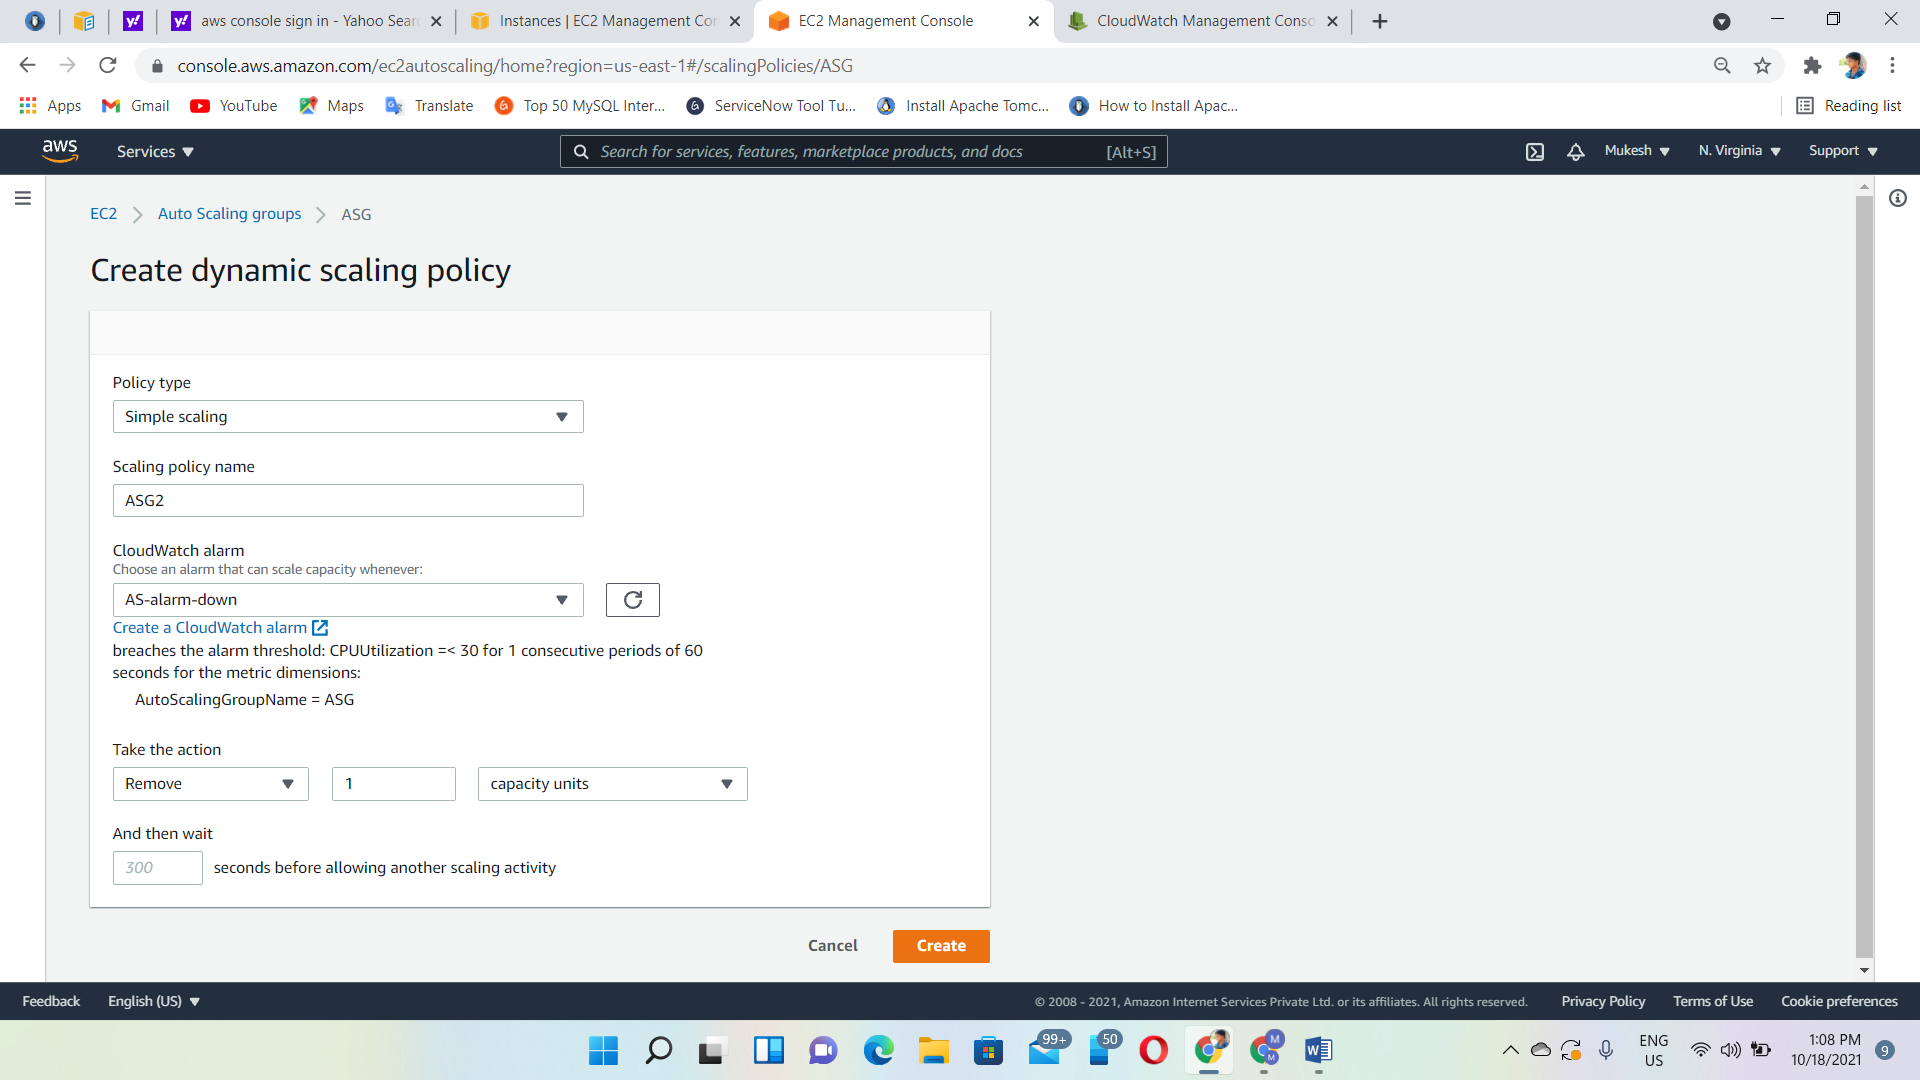 aws console sign in - Yahoo Sear
Instances | EC2 Management Con
EC2 Management Console
CloudWatch Management Conso
console.aws.amazon.com/ec2autoscaling/home?region=us-east-1#/scalingPolicies/ASG
Apps
Gmail
YouTube
Maps
Translate
Top 50 MySQL Inter...
ServiceNow Tool Tu...
Install Apache Tomc...
How to Install Apac...
Reading list
aws
Services
Search for services, features, marketplace products, and docs
[Alt+S]
Mukesh
N. Virginia
Support
EC2
Auto Scaling groups
ASG
Create dynamic scaling policy
Policy type
Simple scaling
Scaling policy name
ASG2
CloudWatch alarm
Choose an alarm that can scale capacity whenever:
AS-alarm-down
Create a CloudWatch alarm
breaches the alarm threshold: CPUUtilization =< 30 for 1 consecutive periods of 60
seconds for the metric dimensions:
AutoScalingGroupName = ASG
Take the action
Remove
1
capacity units
And then wait
300
seconds before allowing another scaling activity
Cancel
Create
Feedback
English (US)
© 2008 - 2021, Amazon Internet Services Private Ltd. or its affiliates. All rights reserved.
Privacy Policy
Terms of Use
Cookie preferences
99+
50
M
M
ENG
US
1:08 PM
10/18/2021
9